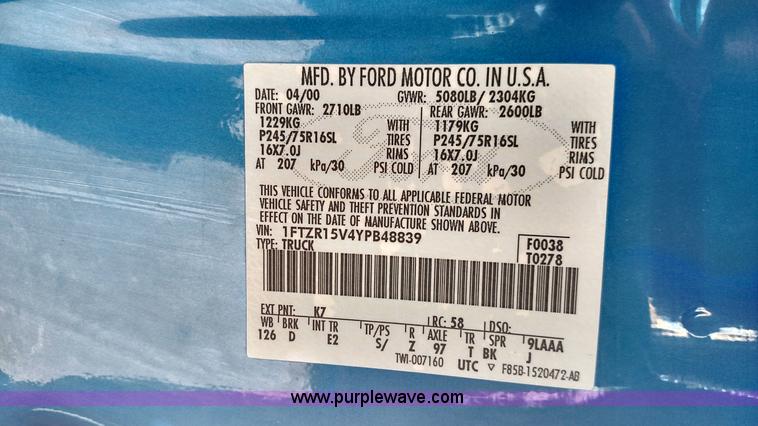 MFD. BY FORD MOTOR CO. IN U.S.A.
DATE: 04/00 GVWR: 5080LB/ 2304KG
FRONT GAWR: 2710LB REAR GAWR: 2600LB
1229KG WITH 1179KG WITH
P245/75R16SL TIRES P245/75R16SL TIRES
16X7.0J RIMS 16X7.0J RIMS
AT 207 kPa/30 PSI COLD AT 207 kPa/30 PSI COLD
THIS VEHICLE CONFORMS TO ALL APPLICABLE FEDERAL MOTOR
VEHICLE SAFETY AND THEFT PREVENTION STANDARDS IN
EFFECT ON THE DATE OF MANUFACTURE SHOWN ABOVE.
VIN: 1FTZR15V4YPB48839 F0038
TYPE: TRUCK T0278
EXT PNT: K7 RC: 58 DSO:
WB BRK INT TR TP/PS R AXLE TR SPR 9LAAA
126 D E2 S/ Z 97 T BK J
TWI-007160 UTC ▽ F85B-1520472-AB
www.purplewave.com